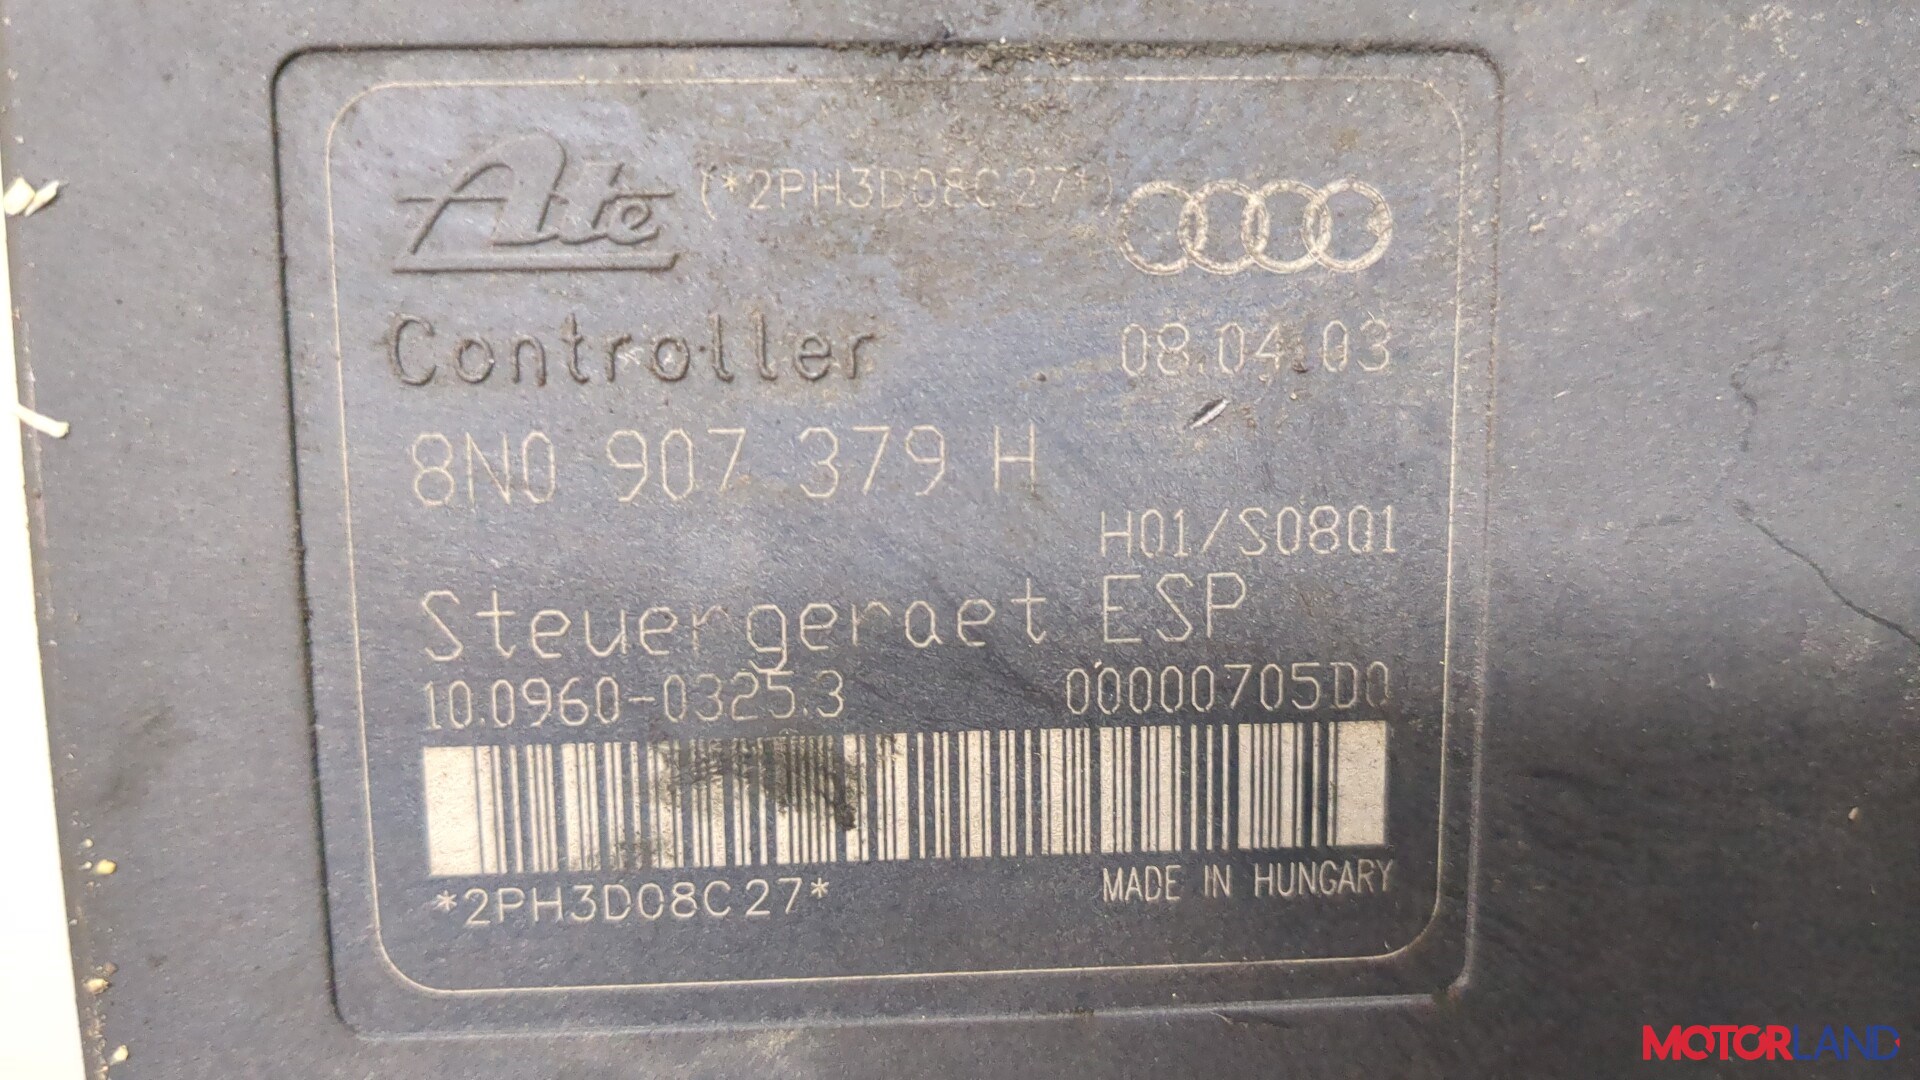 Ate (*2PH3D08C27*)
Controller 08.04.03
8N0 907 379 H
H01/S0801
Steuergeraet ESP
10.0960-0325.3 00000705D0
*2PH3D08C27* MADE IN HUNGARY
MOTORLAND